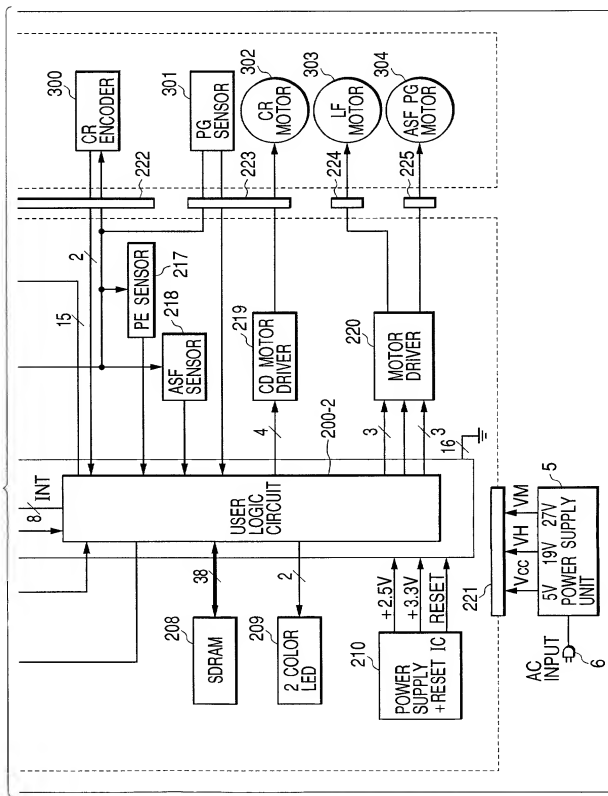 300
CR
ENCODER
301
PG
SENSOR
302
CR
MOTOR
303
LF
MOTOR
304
ASF PG
MOTOR
222
223
224
225
2
15
PE SENSOR
217
ASF
SENSOR
218
CD MOTOR
DRIVER
219
MOTOR
DRIVER
220
4
3
3
16
200-2
8
INT
USER
LOGIC
CIRCUIT
38
2
+2.5V
+3.3V
RESET
208
SDRAM
209
2 COLOR
LED
210
POWER
SUPPLY
+RESET IC
221
Vcc
VH
VM
5
5V 19V 27V
POWER SUPPLY
UNIT
AC INPUT
6